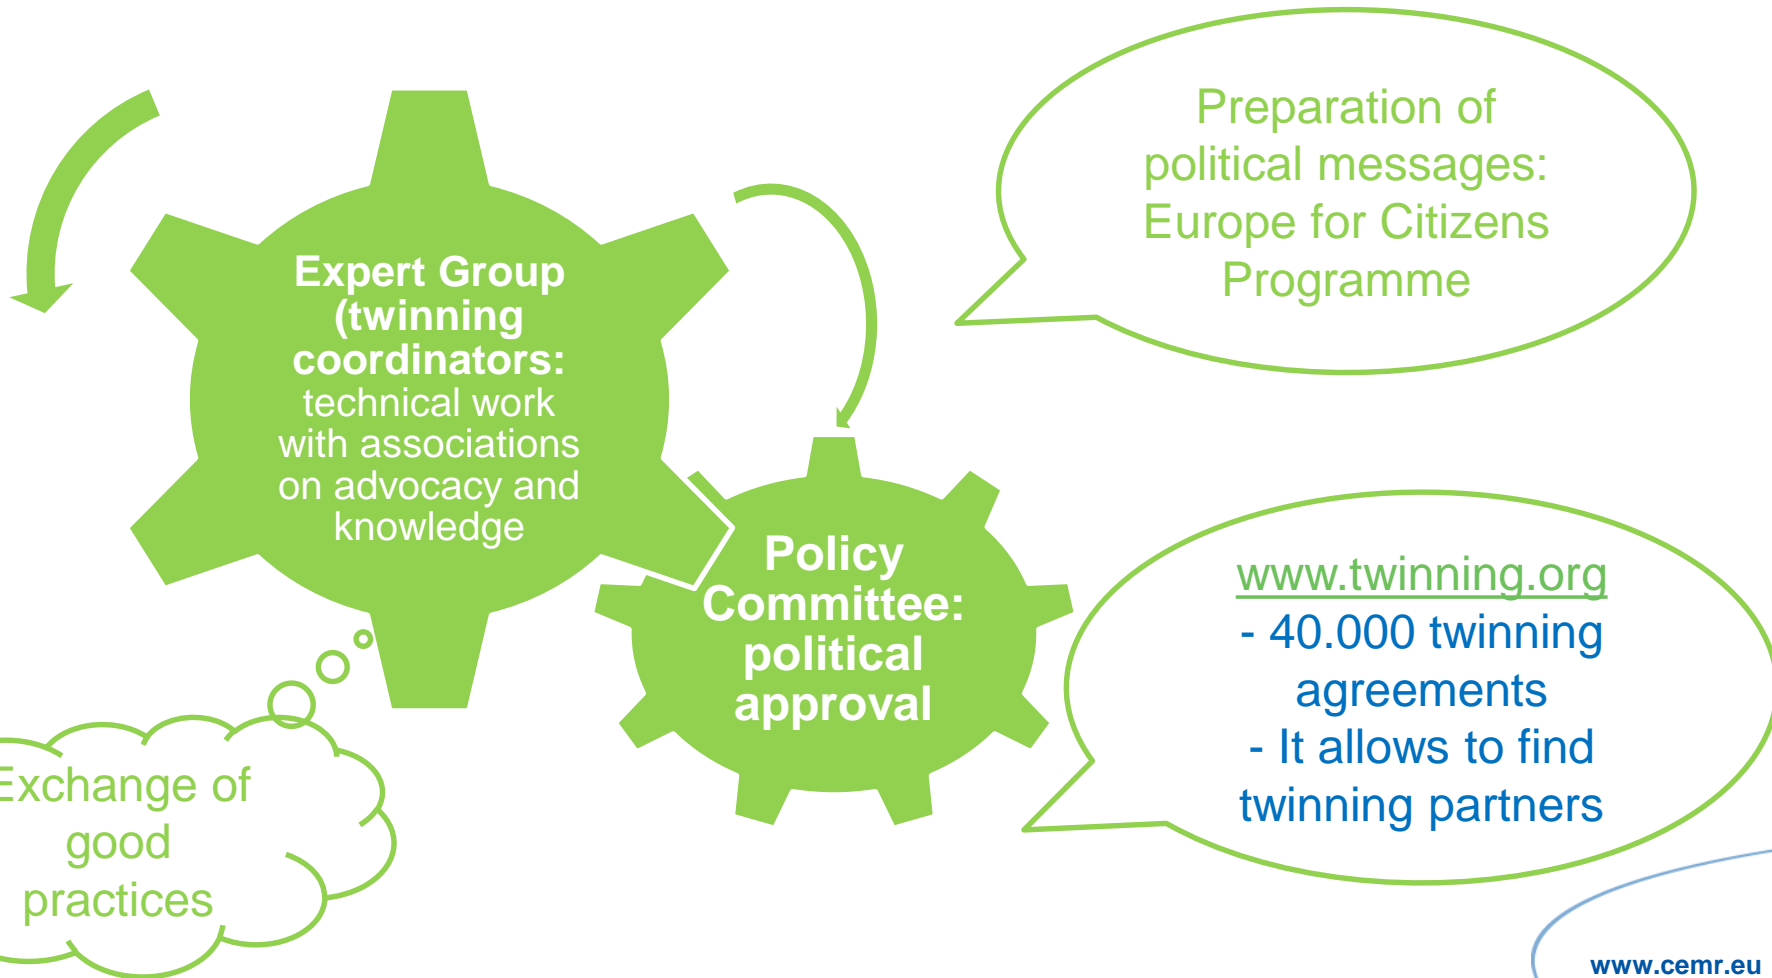 Expert Group
(twinning
coordinators:
technical work
with associations
on advocacy and
knowledge
Policy
Committee:
political
approval
Preparation of
political messages:
Europe for Citizens
Programme
www.twinning.org
- 40.000 twinning
agreements
- It allows to find
twinning partners
Exchange of
good
practices
www.cemr.eu